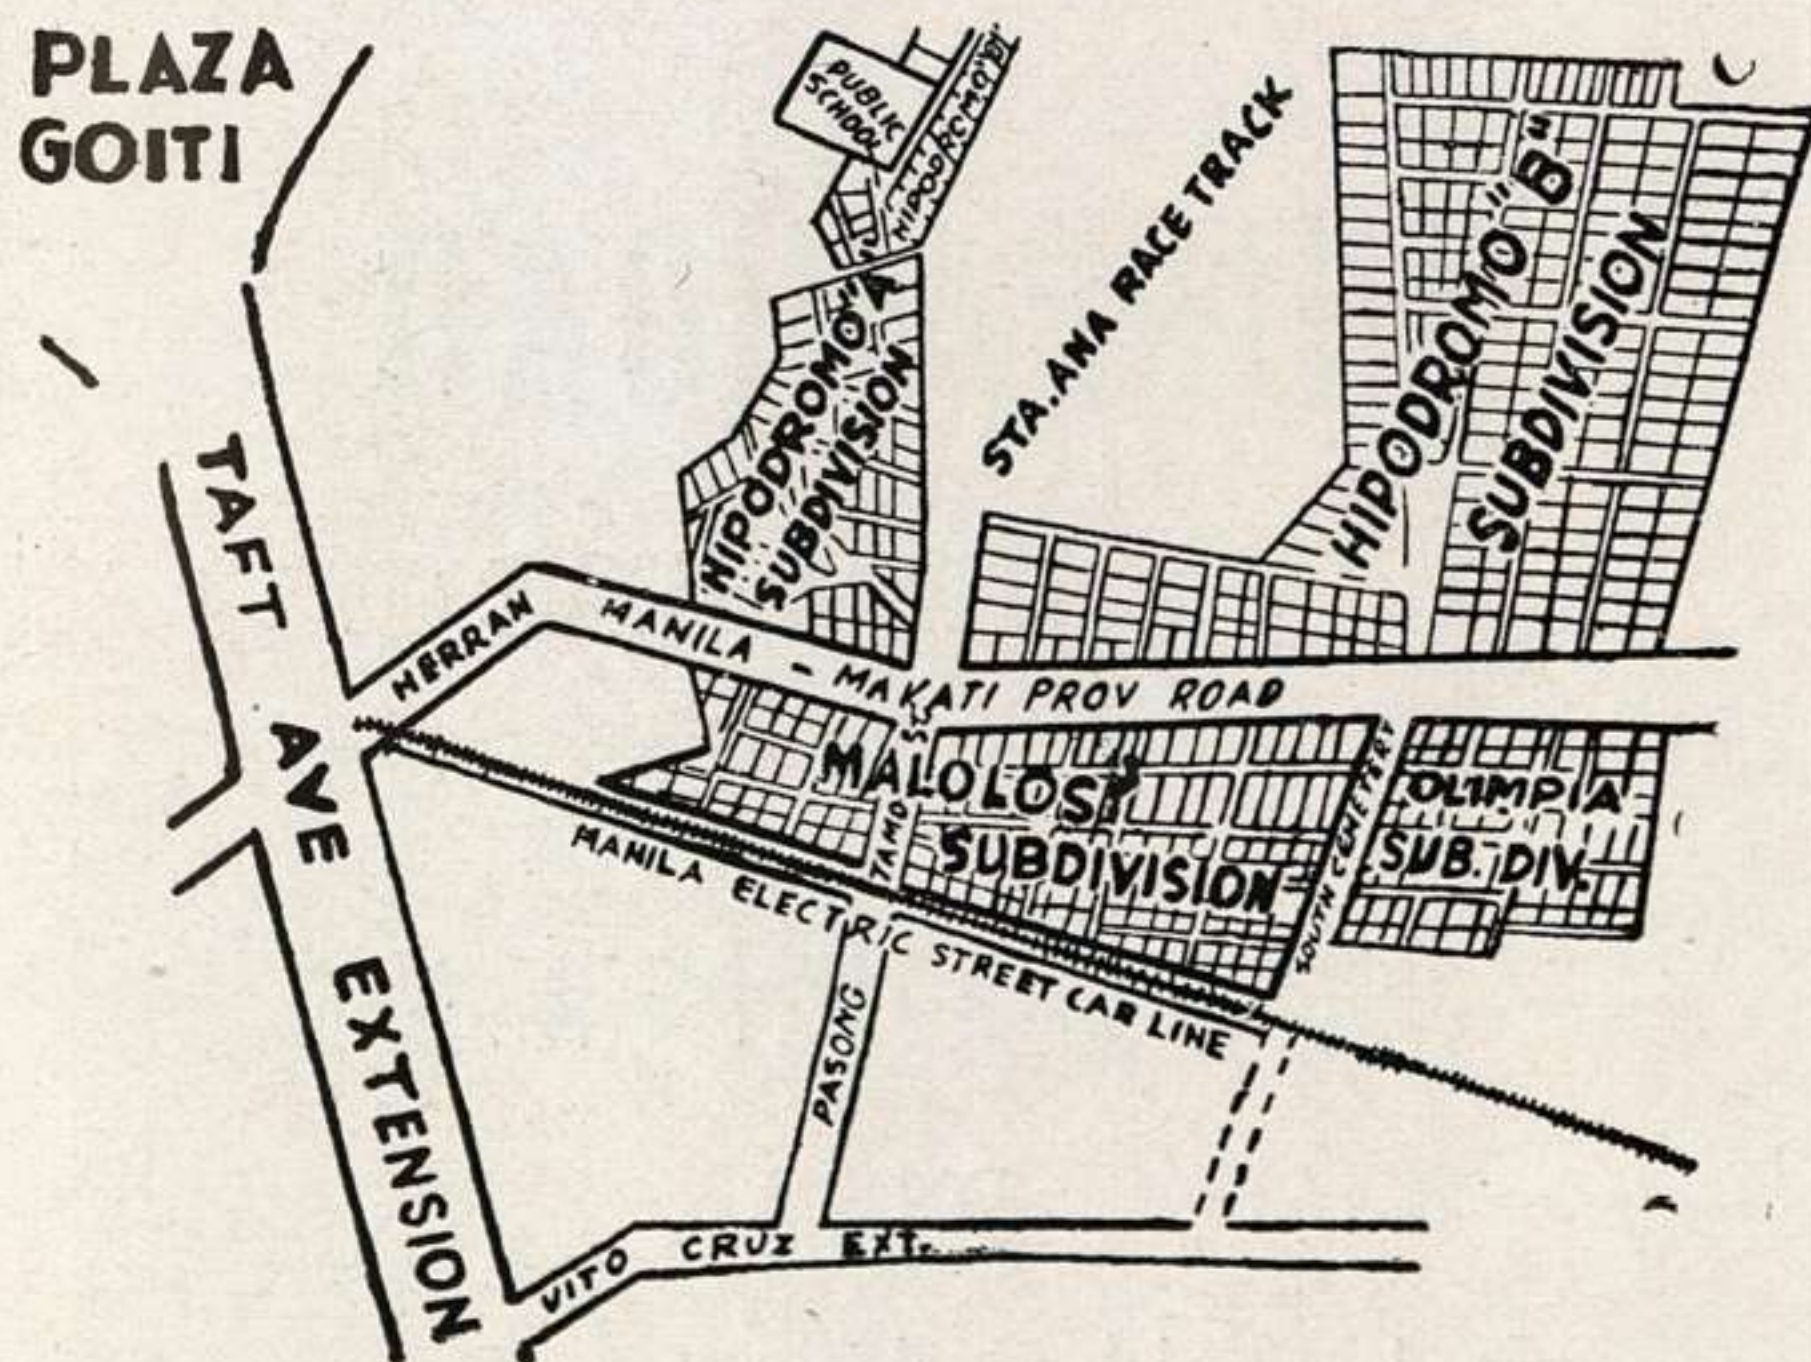 PLAZA
GOITI
PUBLIC
SCHOOL
HIPODROMO
STA. ANA RACE TRACK
HIPODROMO "B"
SUBDIVISION
HIPODROMO "A"
SUBDIVISION
TAFT AVE EXTENSION
HERRAN
MANILA - MAKATI PROV ROAD
MALOLOS
SUBDIVISION
OLIMPIA
SUB. DIV.
SOUTH CEMETERY
PASONG TAMO
MANILA ELECTRIC STREET CAR LINE
VITO CRUZ EXT.